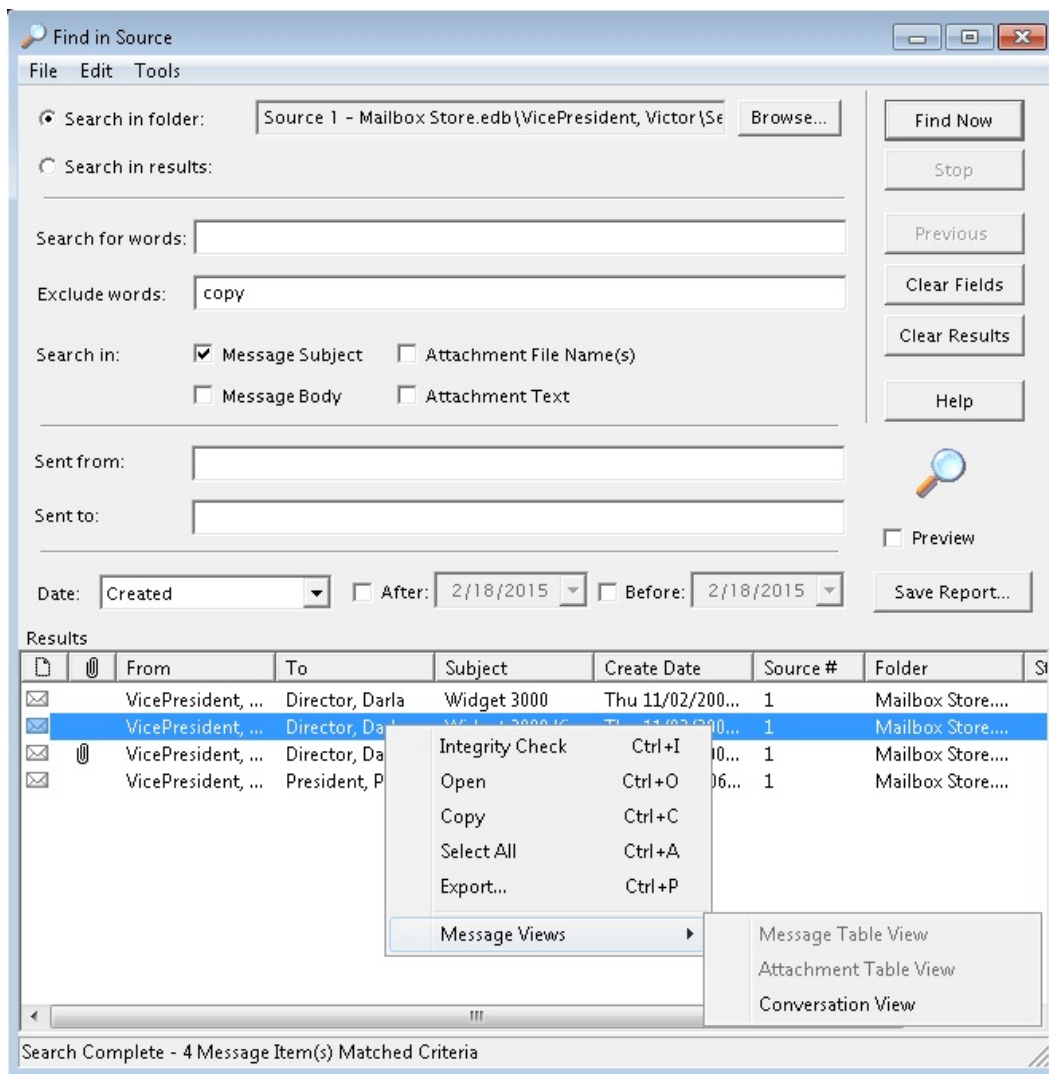 Find in Source
File Edit Tools
Search in folder: Source 1 - Mailbox Store.edb\VicePresident, Victor\Se Browse... Find Now
Search in results: Stop
Search for words: Previous
Exclude words: copy Clear Fields
Clear Results
Search in: Message Subject Attachment File Name(s)
Message Body Attachment Text Help
Sent from:
Sent to:
Preview
Date: Created After: 2/18/2015 Before: 2/18/2015 Save Report...
Results
From To Subject Create Date Source # Folder
VicePresident, ... Director, Darla Widget 3000 Thu 11/02/200... 1 Mailbox Store....
VicePresident, ... Director, 1 Mailbox Store....
VicePresident, ... Director, Da 1 Mailbox Store....
VicePresident, ... President, P 1 Mailbox Store....
Integrity Check Ctrl+I
Open Ctrl+O
Copy Ctrl+C
Select All Ctrl+A
Export... Ctrl+P
Message Views
Message Table View
Attachment Table View
Conversation View
Search Complete - 4 Message Item(s) Matched Criteria